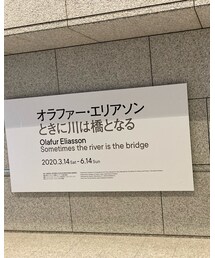 オラファー・エリアソン
ときに川は橋となる
Olafur Eliasson
Sometimes the river is the bridge
2020.3.14 Sat – 6.14 Sun